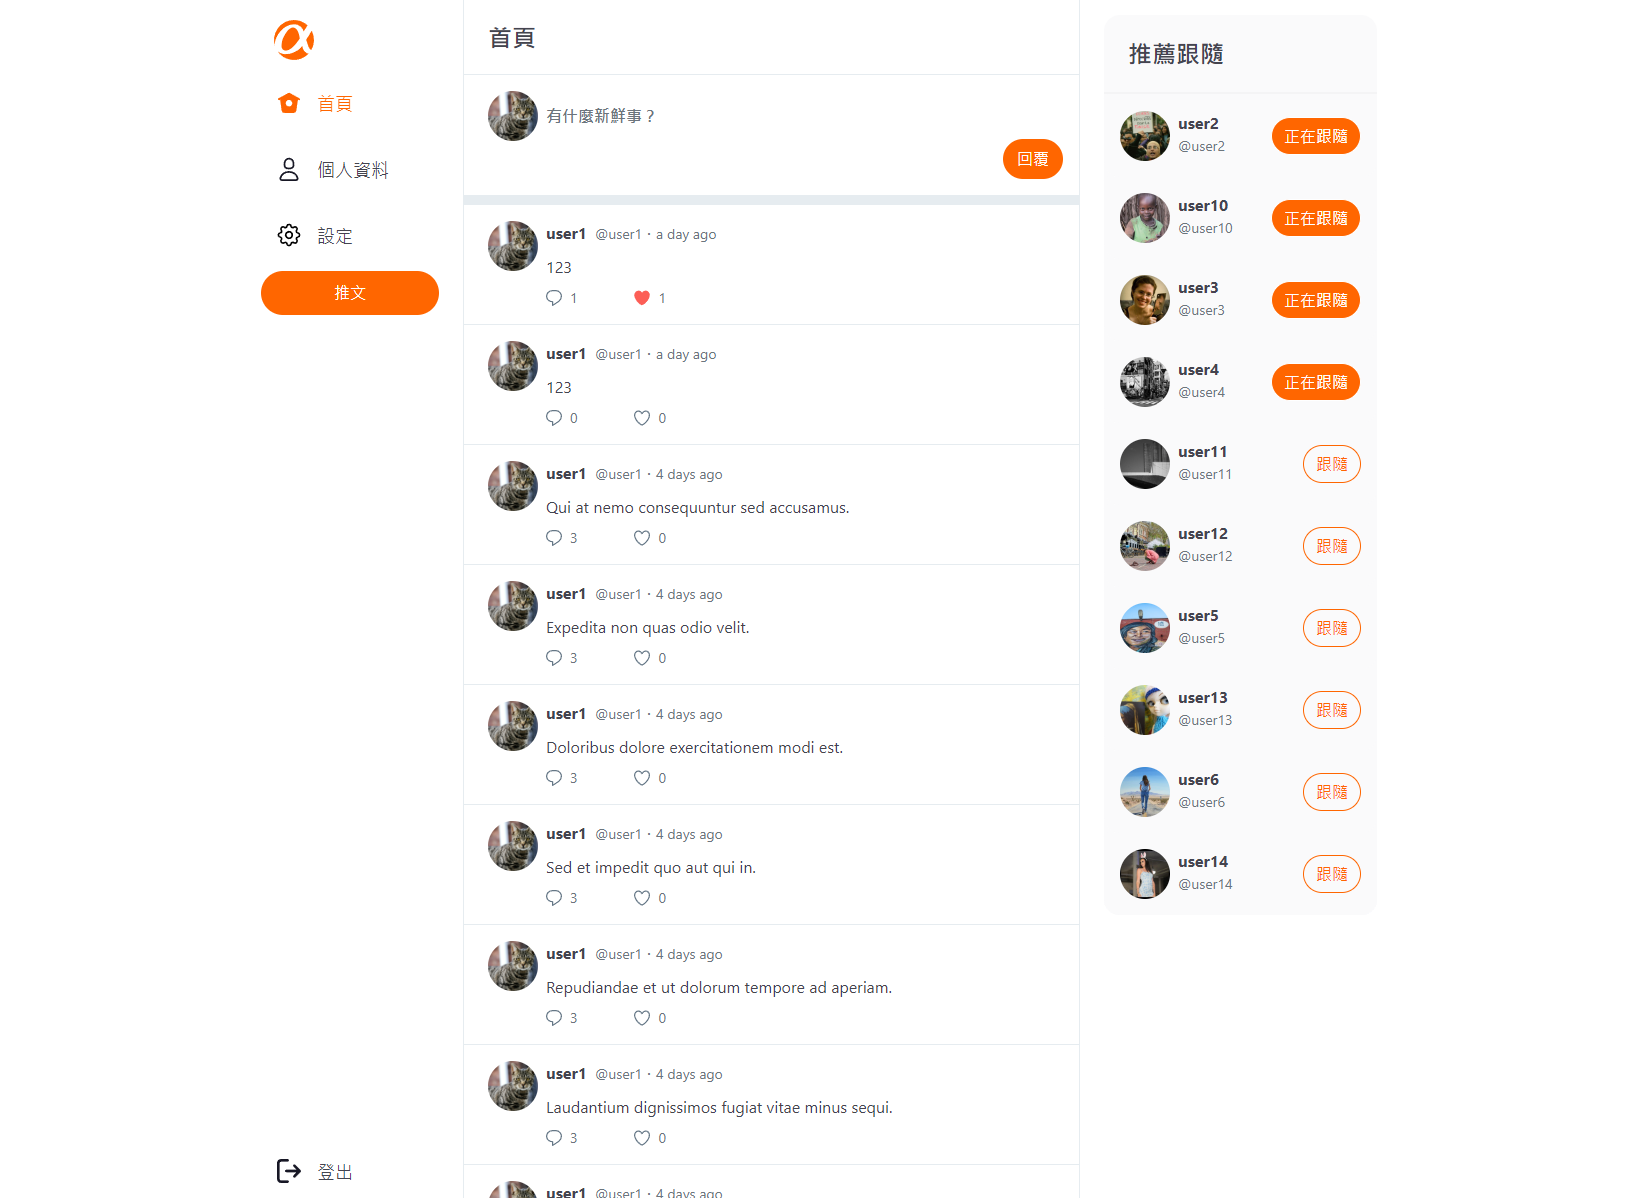 首頁
個人資料
設定
推文
登出
首頁
有什麼新鮮事？
回覆
user1 @user1・a day ago
123
1 1
user1 @user1・a day ago
123
0 0
user1 @user1・4 days ago
Qui at nemo consequuntur sed accusamus.
3 0
user1 @user1・4 days ago
Expedita non quas odio velit.
3 0
user1 @user1・4 days ago
Doloribus dolore exercitationem modi est.
3 0
user1 @user1・4 days ago
Sed et impedit quo aut qui in.
3 0
user1 @user1・4 days ago
Repudiandae et ut dolorum tempore ad aperiam.
3 0
user1 @user1・4 days ago
Laudantium dignissimos fugiat vitae minus sequi.
3 0
user1 @user1・4 days ago
推薦跟隨
user2
@user2
正在跟隨
user10
@user10
正在跟隨
user3
@user3
正在跟隨
user4
@user4
正在跟隨
user11
@user11
跟隨
user12
@user12
跟隨
user5
@user5
跟隨
user13
@user13
跟隨
user6
@user6
跟隨
user14
@user14
跟隨